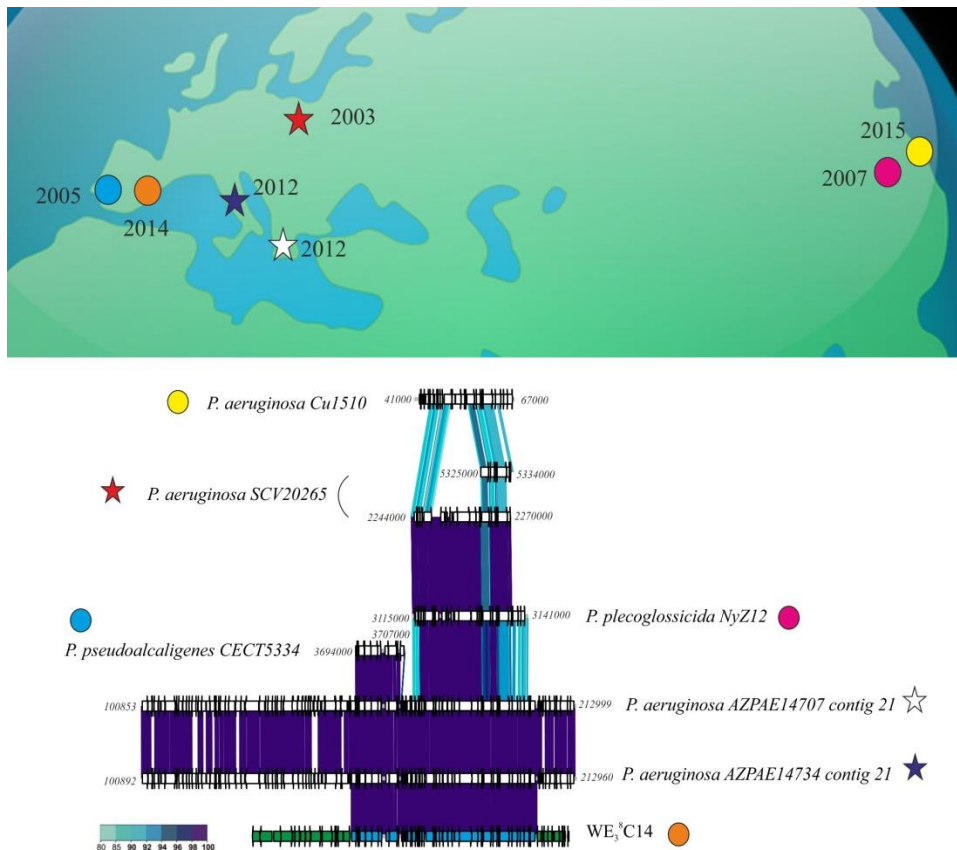 2003
2015
2005
2012
2007
2014
2012
P. aeruginosa Cu1510
41000
67000
5325000
5334000
P. aeruginosa SCV20265
2244000
2270000
3115000
3141000
P. plecoglossicida NyZ12
3707000
P. pseudoalcaligenes CECT5334
3694000
100853
212999
P. aeruginosa AZPAE14707 contig 21
100892
212960
P. aeruginosa AZPAE14734 contig 21
WE₃⁸C14
80 85 90 92 94 96 98 100